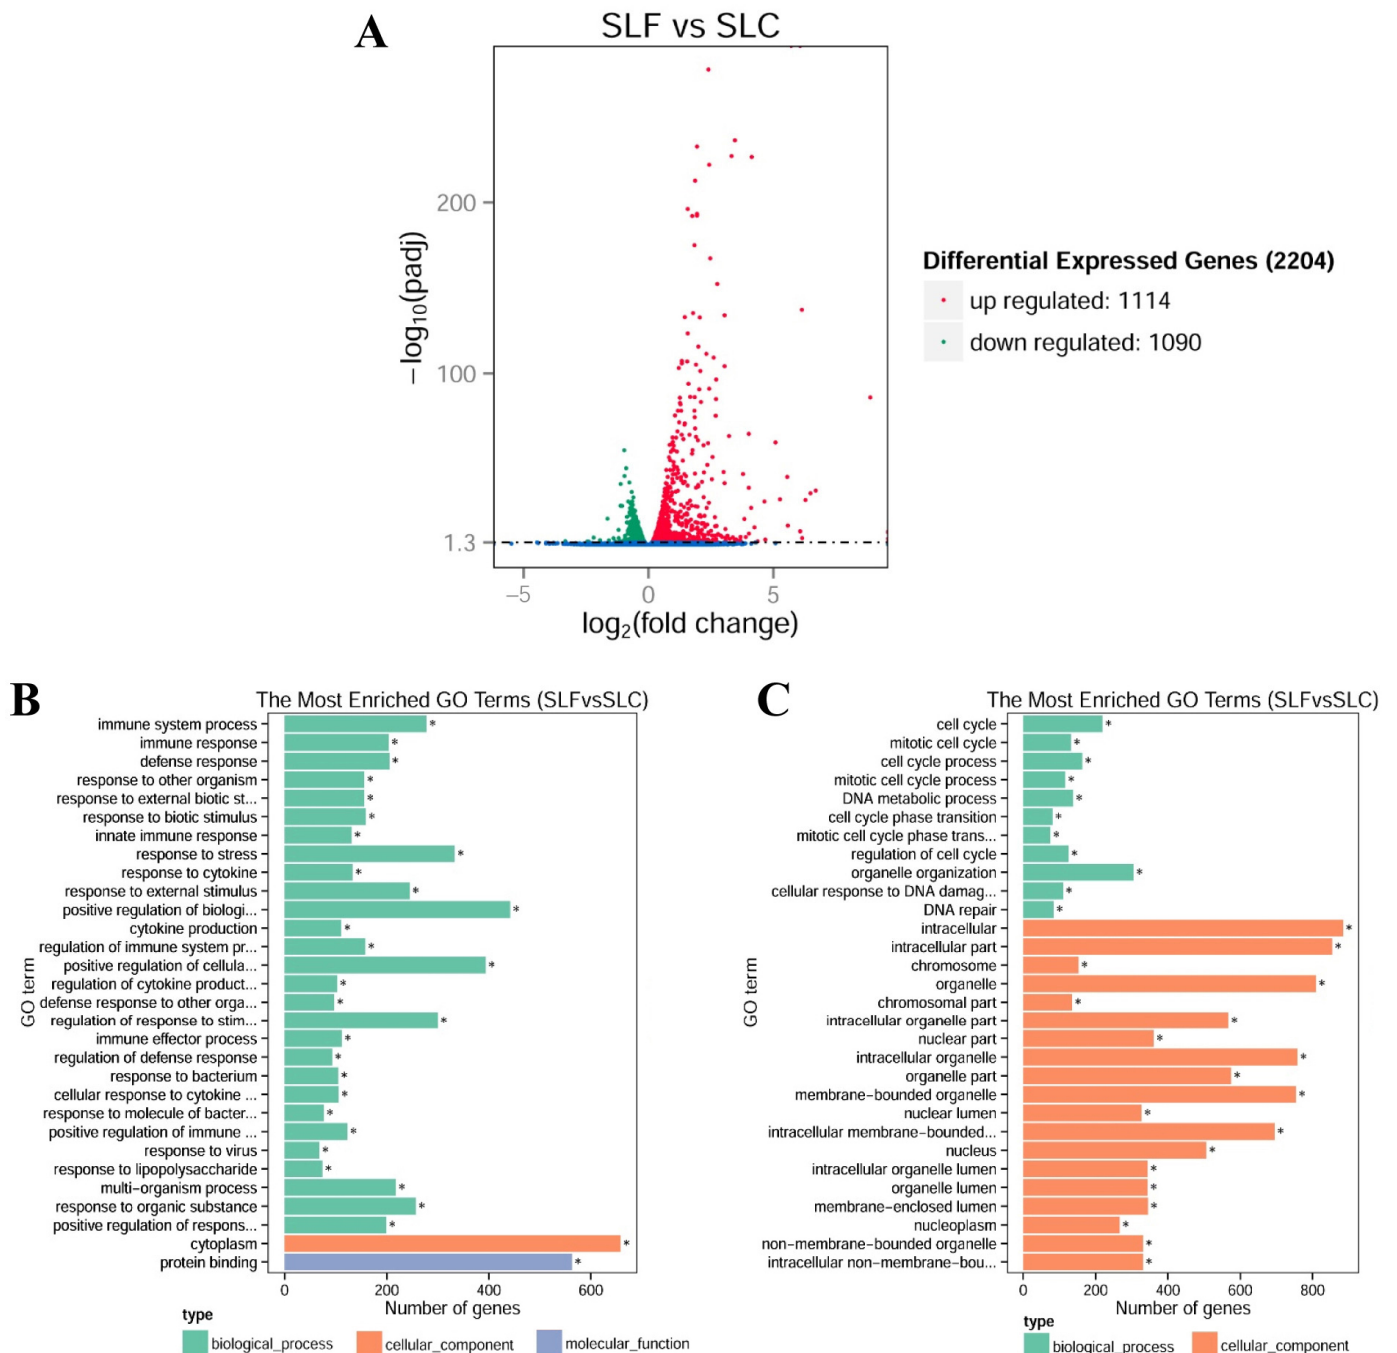 A
SLF vs SLC
200
100
1.3
−log10(padj)
−5
0
5
log2(fold change)
Differential Expressed Genes (2204)
up regulated: 1114
down regulated: 1090
B
The Most Enriched GO Terms (SLFvsSLC)
GO term
immune system process
immune response
defense response
response to other organism
response to external biotic st...
response to biotic stimulus
innate immune response
response to stress
response to cytokine
response to external stimulus
positive regulation of biologi...
cytokine production
regulation of immune system pr...
positive regulation of cellula...
regulation of cytokine product...
defense response to other orga...
regulation of response to stim...
immune effector process
regulation of defense response
response to bacterium
cellular response to cytokine ...
response to molecule of bacter...
positive regulation of immune ...
response to virus
response to lipopolysaccharide
multi−organism process
response to organic substance
positive regulation of respons...
cytoplasm
protein binding
0
200
400
600
Number of genes
type
biological_process
cellular_component
molecular_function
C
The Most Enriched GO Terms (SLFvsSLC)
GO term
cell cycle
mitotic cell cycle
cell cycle process
mitotic cell cycle process
DNA metabolic process
cell cycle phase transition
mitotic cell cycle phase trans...
regulation of cell cycle
organelle organization
cellular response to DNA damag...
DNA repair
intracellular
intracellular part
chromosome
organelle
chromosomal part
intracellular organelle part
nuclear part
intracellular organelle
organelle part
membrane−bounded organelle
nuclear lumen
intracellular membrane−bounded...
nucleus
intracellular organelle lumen
organelle lumen
membrane−enclosed lumen
nucleoplasm
non−membrane−bounded organelle
intracellular non−membrane−bou...
0
200
400
600
800
Number of genes
type
biological_process
cellular_component